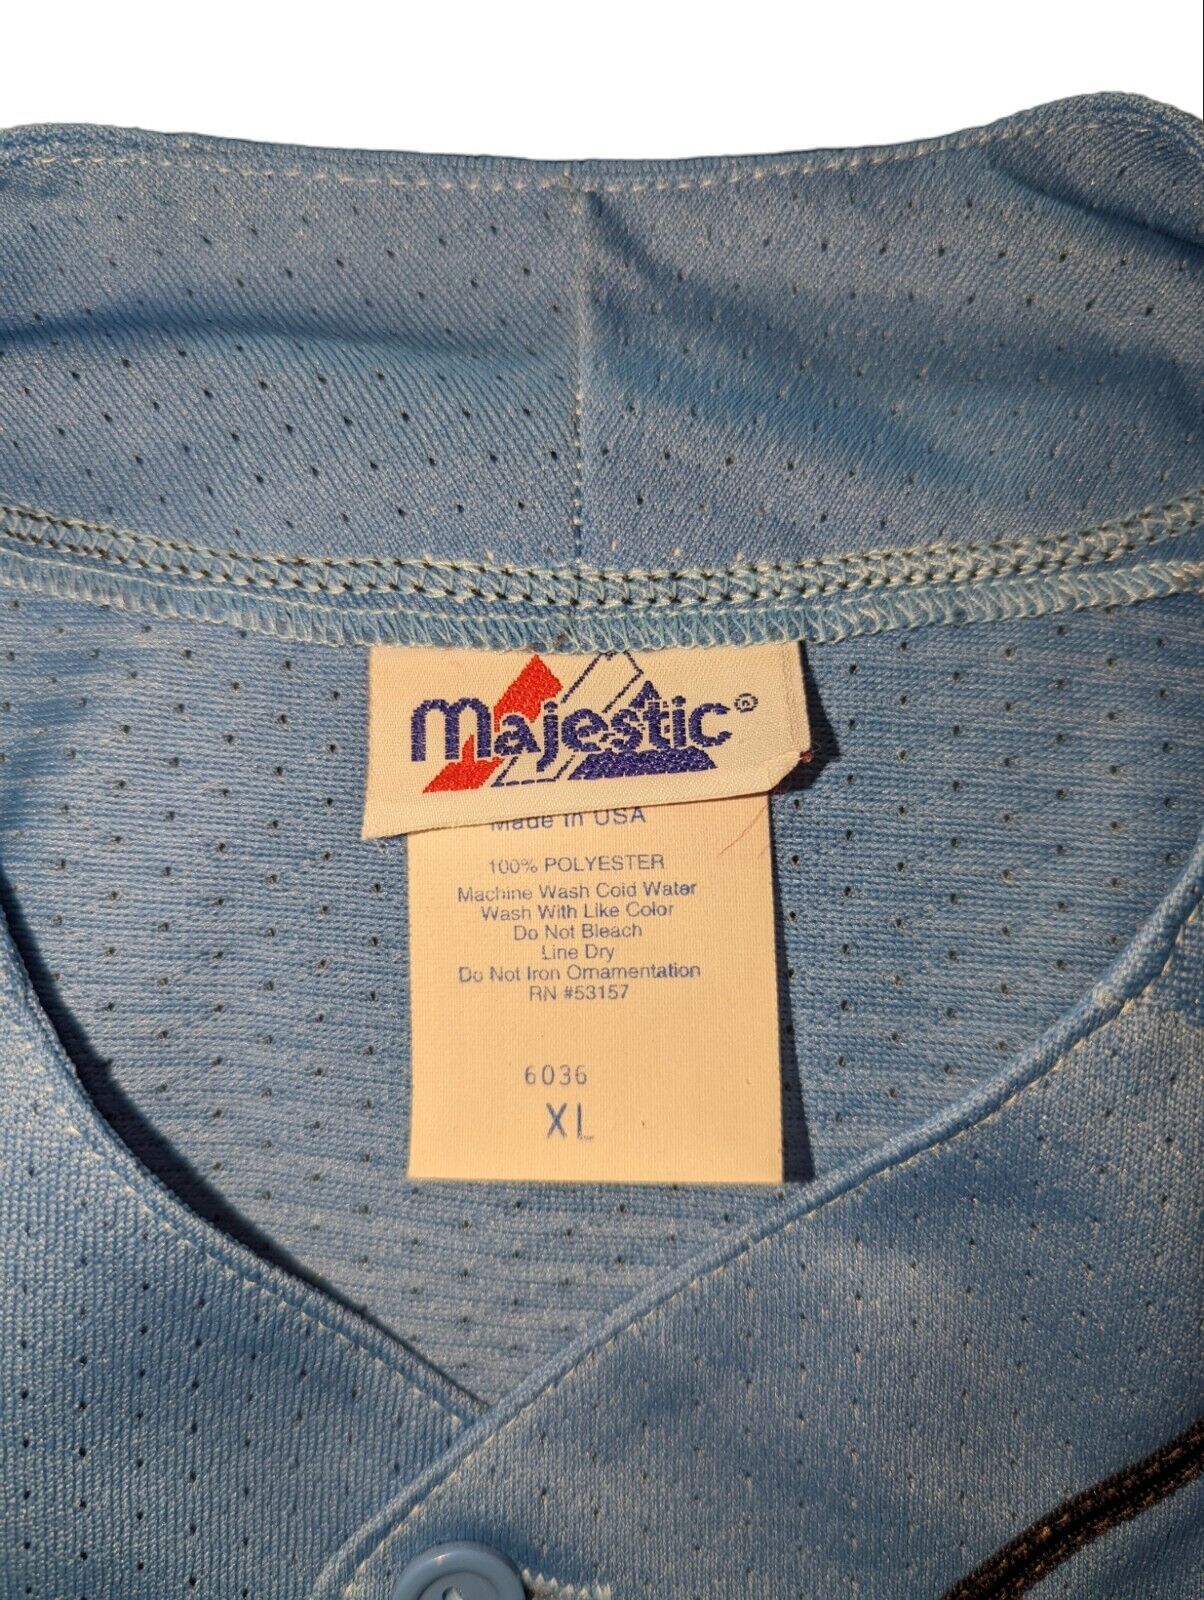 Majestic®
Made in USA
100% POLYESTER
Machine Wash Cold Water
Wash With Like Color
Do Not Bleach
Line Dry
Do Not Iron Ornamentation
RN #53157
6036
XL